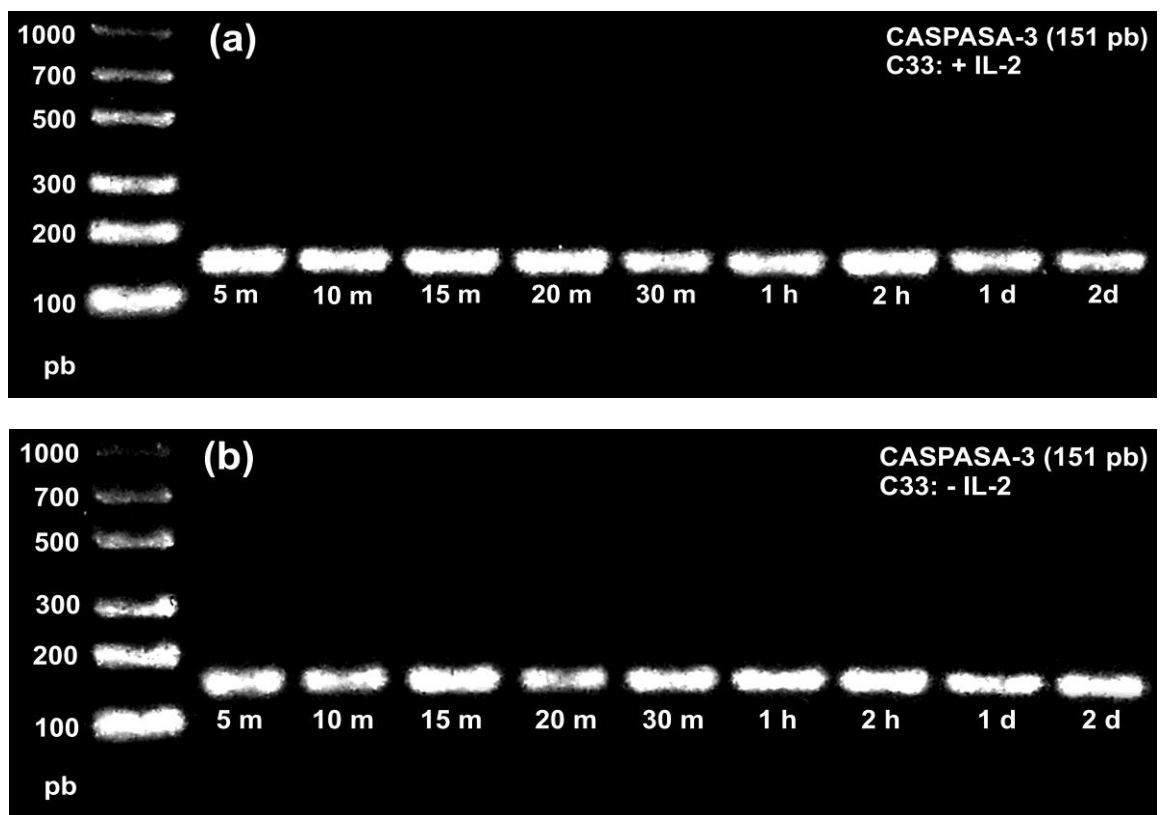 1000
(a)
CASPASA-3 (151 pb)
C33: + IL-2
700
500
300
200
5 m 10 m 15 m 20 m 30 m 1 h 2 h 1 d 2d
100
pb
1000
(b)
CASPASA-3 (151 pb)
C33: - IL-2
700
500
300
200
5 m 10 m 15 m 20 m 30 m 1 h 2 h 1 d 2 d
100
pb